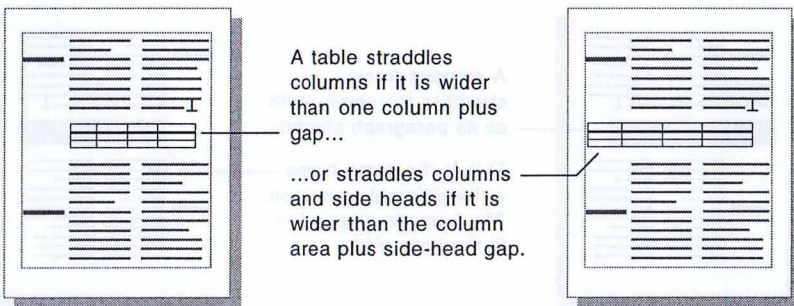 A table straddles
columns if it is wider
than one column plus
gap...
...or straddles columns
and side heads if it is
wider than the column
area plus side-head gap.